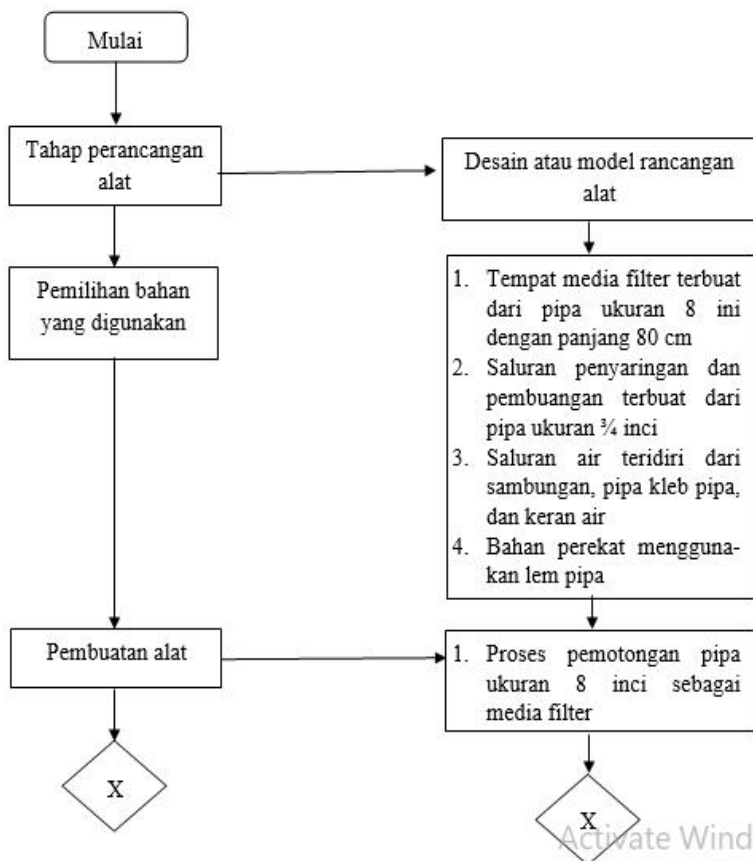 Mulai
Tahap perancangan
alat
Desain atau model rancangan
alat
Pemilihan bahan
yang digunakan
1. Tempat media filter terbuat
dari pipa ukuran 8 ini
dengan panjang 80 cm
2. Saluran penyaringan dan
pembuangan terbuat dari
pipa ukuran ¾ inci
3. Saluran air teridiri dari
sambungan, pipa kleb pipa,
dan keran air
4. Bahan perekat mengguna-
kan lem pipa
Pembuatan alat
1. Proses pemotongan pipa
ukuran 8 inci sebagai
media filter
X
X
Activate Wind